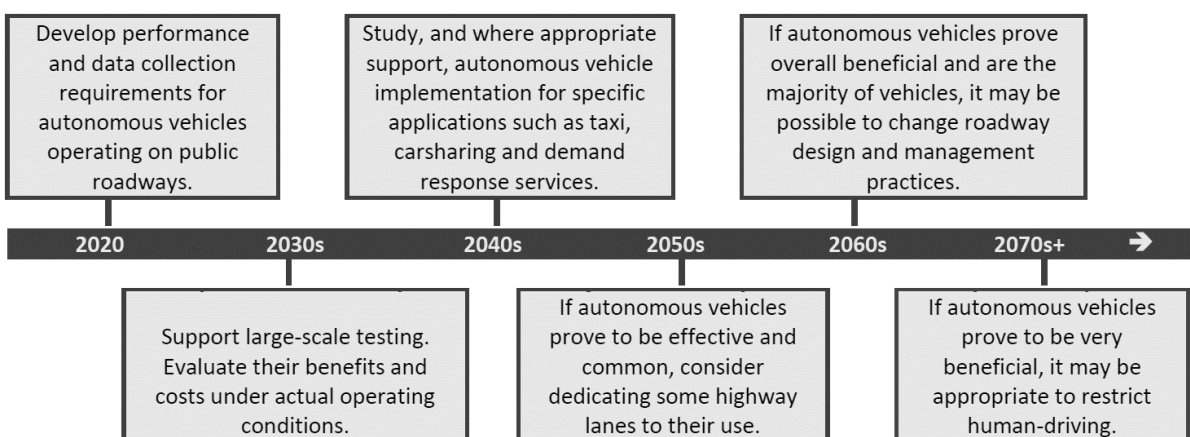 Develop performance
and data collection
requirements for
autonomous vehicles
operating on public
roadways.
Study, and where appropriate
support, autonomous vehicle
implementation for specific
applications such as taxi,
carsharing and demand
response services.
If autonomous vehicles prove
overall beneficial and are the
majority of vehicles, it may be
possible to change roadway
design and management
practices.
2020 2030s 2040s 2050s 2060s 2070s+ →
Support large-scale testing.
Evaluate their benefits and
costs under actual operating
conditions.
If autonomous vehicles
prove to be effective and
common, consider
dedicating some highway
lanes to their use.
If autonomous vehicles
prove to be very
beneficial, it may be
appropriate to restrict
human-driving.